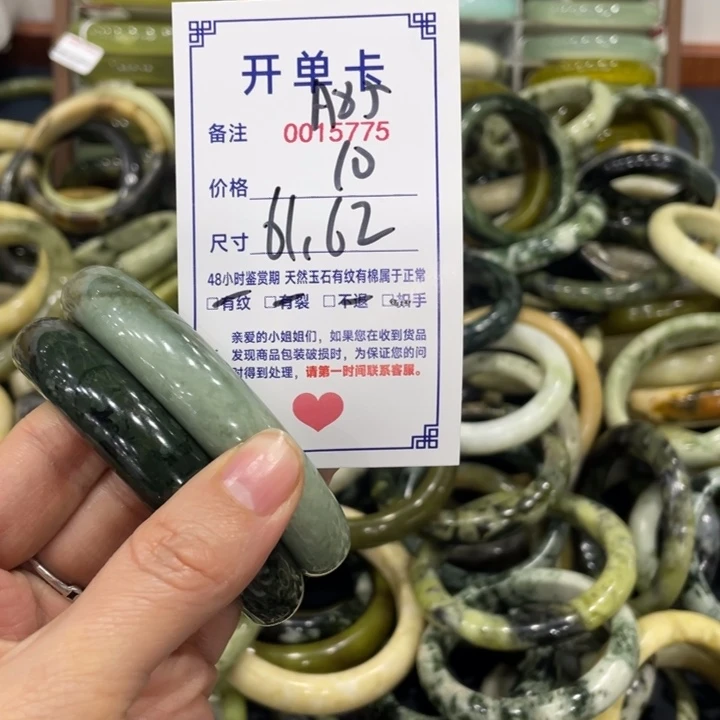 开单卡
A85
备注 0015775
价格 10
尺寸 61.62
48小时鉴赏期 天然玉石有纹有棉属于正常
□有纹 □有裂 □不退 □扣手
亲爱的小姐姐们，如果您在收到货品
发现商品包装破损时，为保证您的问
时得到处理，请第一时间联系客服。